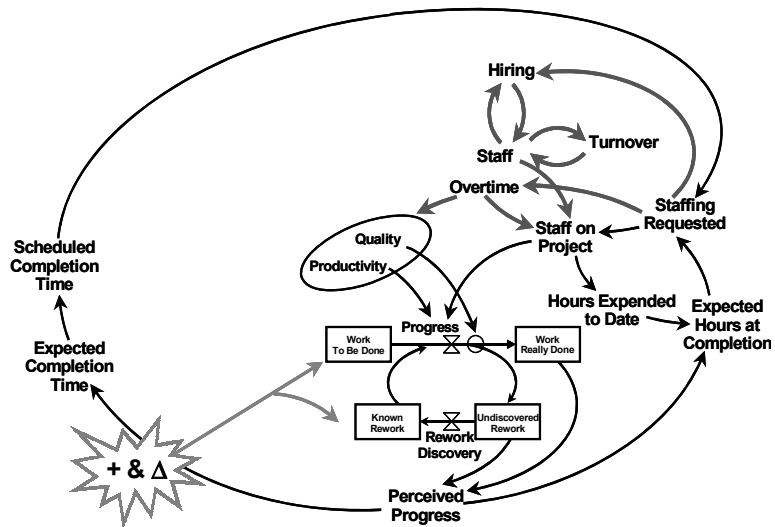 Hiring
Turnover
Staff
Overtime
Staffing
Requested
Staff on
Project
Quality
Productivity
Scheduled
Completion
Time
Hours Expended
to Date
Expected
Hours at
Completion
Progress
Work
To Be Done
Work
Really Done
Expected
Completion
Time
Known
Rework
Undiscovered
Rework
Rework
Discovery
+ & Δ
Perceived
Progress